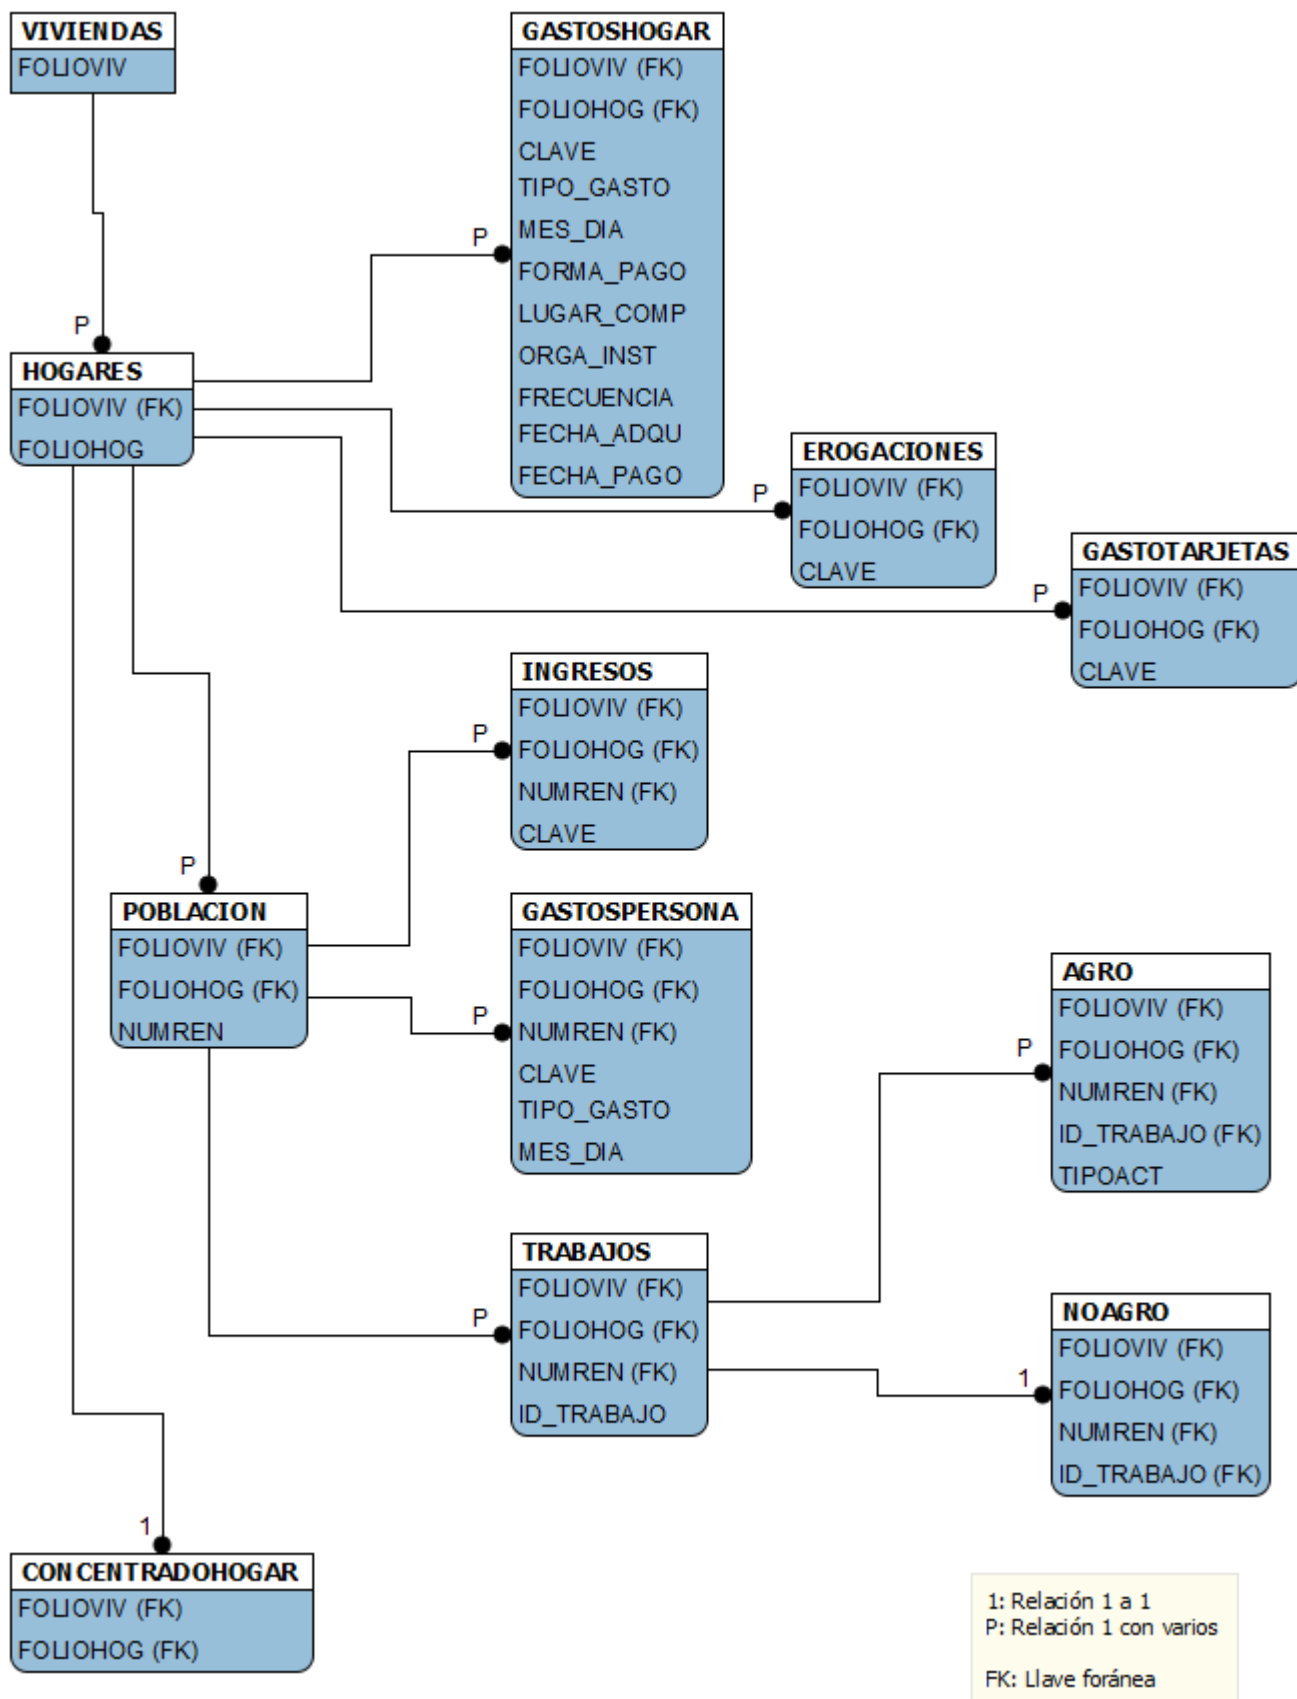 VIVIENDAS
FOLIOVIV
GASTOSHOGAR
FOLIOVIV (FK)
FOLIOHOG (FK)
CLAVE
TIPO_GASTO
MES_DIA
FORMA_PAGO
LUGAR_COMP
ORGA_INST
FRECUENCIA
FECHA_ADQU
FECHA_PAGO
P
P
HOGARES
FOLIOVIV (FK)
FOLIOHOG
P
EROGACIONES
FOLIOVIV (FK)
FOLIOHOG (FK)
CLAVE
P
GASTOTARJETAS
FOLIOVIV (FK)
FOLIOHOG (FK)
CLAVE
P
INGRESOS
FOLIOVIV (FK)
FOLIOHOG (FK)
NUMREN (FK)
CLAVE
P
POBLACION
FOLIOVIV (FK)
FOLIOHOG (FK)
NUMREN
P
GASTOSPERSONA
FOLIOVIV (FK)
FOLIOHOG (FK)
NUMREN (FK)
CLAVE
TIPO_GASTO
MES_DIA
P
AGRO
FOLIOVIV (FK)
FOLIOHOG (FK)
NUMREN (FK)
ID_TRABAJO (FK)
TIPOACT
P
TRABAJOS
FOLIOVIV (FK)
FOLIOHOG (FK)
NUMREN (FK)
ID_TRABAJO
1
NOAGRO
FOLIOVIV (FK)
FOLIOHOG (FK)
NUMREN (FK)
ID_TRABAJO (FK)
1
CONCENTRADOHOGAR
FOLIOVIV (FK)
FOLIOHOG (FK)
1: Relación 1 a 1
P: Relación 1 con varios
FK: Llave foránea